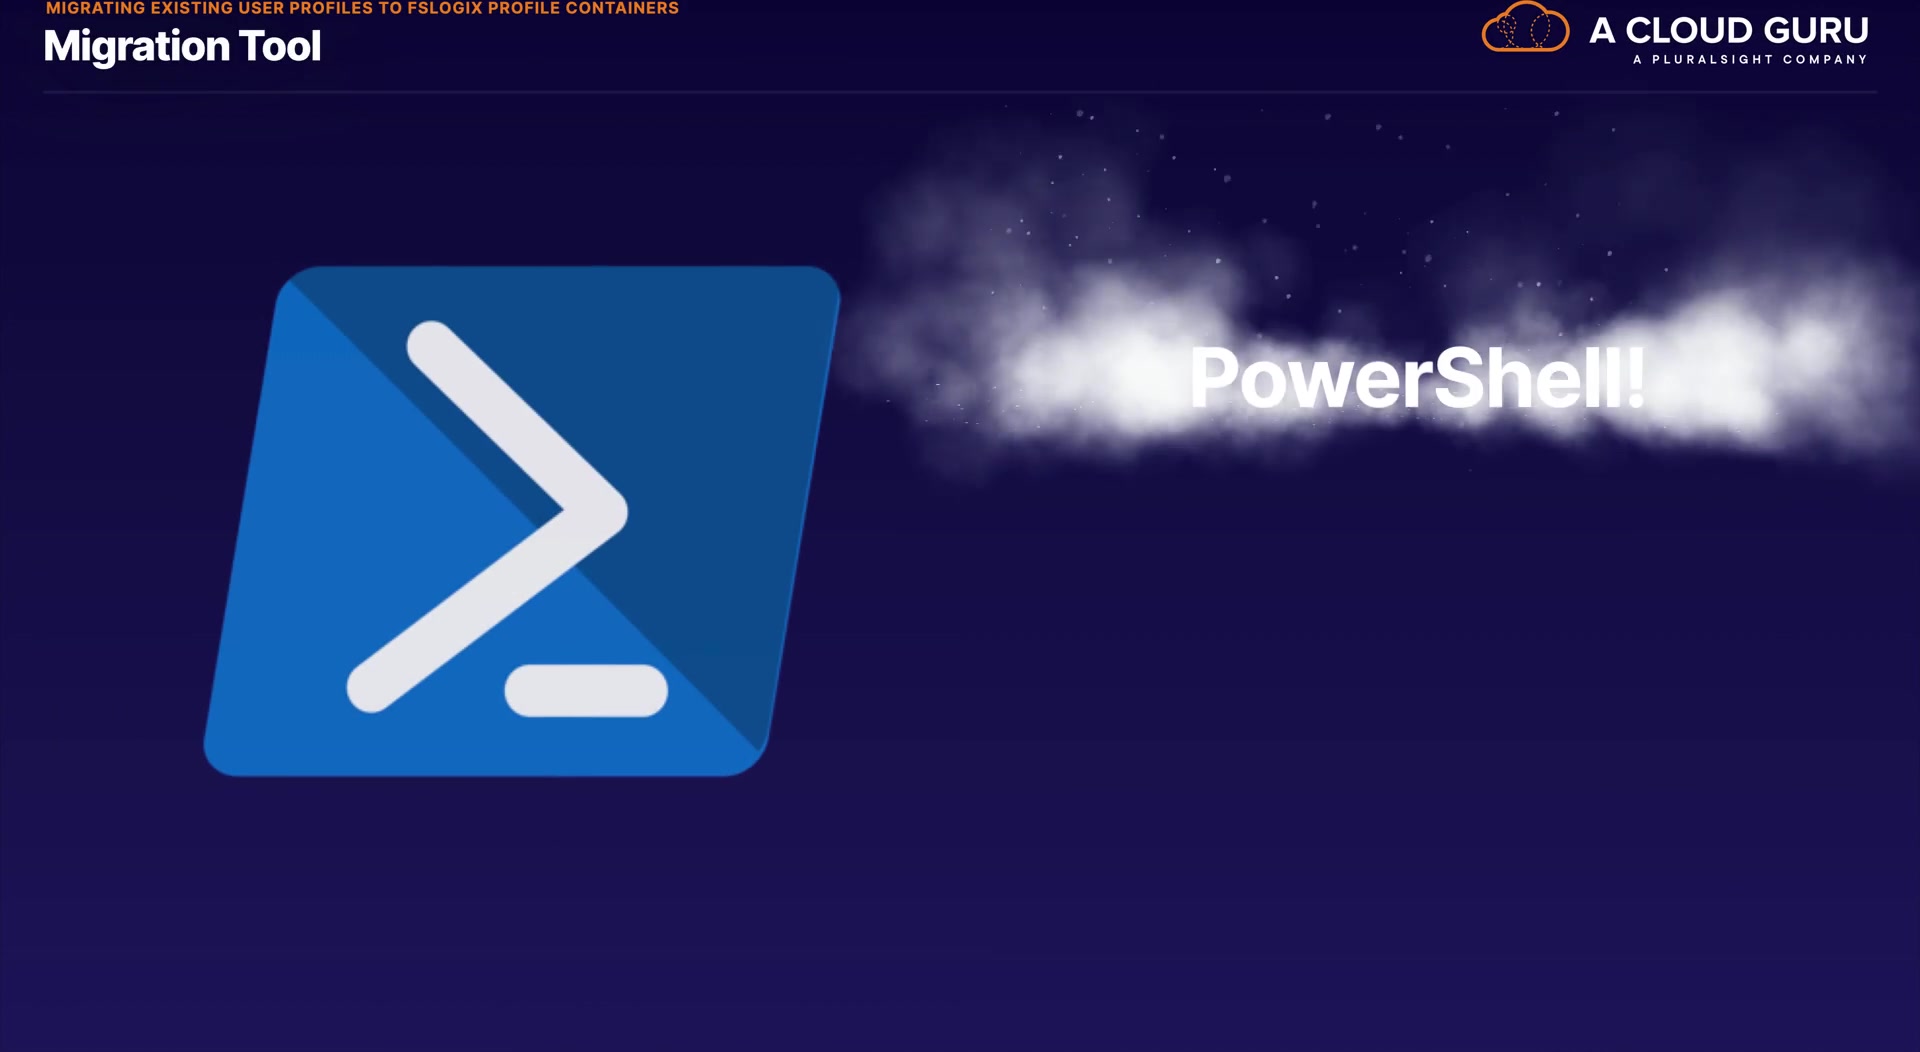 MIGRATING EXISTING USER PROFILES TO FSLOGIX PROFILE CONTAINERS
Migration Tool
A CLOUD GURU
A PLURALSIGHT COMPANY
PowerShell!